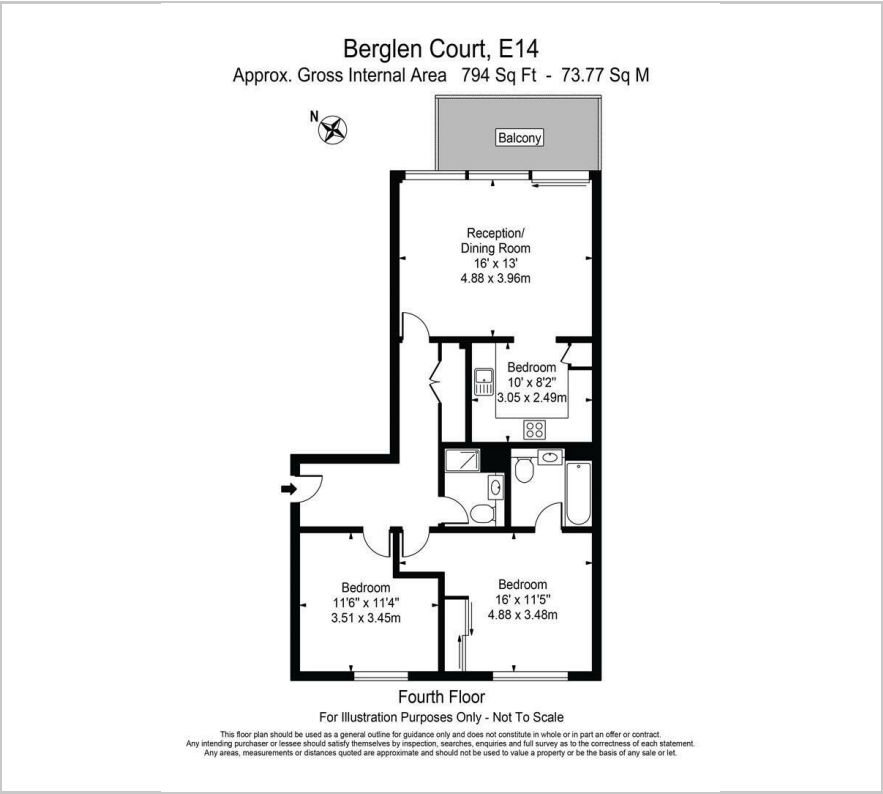 Berglen Court, E14
Approx. Gross Internal Area 794 Sq Ft - 73.77 Sq M
N
Balcony
Reception/
Dining Room
16' x 13'
4.88 x 3.96m
Bedroom
10' x 8'2"
3.05 x 2.49m
Bedroom
11'6" x 11'4"
3.51 x 3.45m
Bedroom
16' x 11'5"
4.88 x 3.48m
Fourth Floor
For Illustration Purposes Only - Not To Scale
This floor plan should be used as a general outline for guidance only and does not constitute in whole or in part an offer or contract.
Any intending purchaser or lessee should satisfy themselves by inspection, searches, enquiries and full survey as to the correctness of each statement.
Any areas, measurements or distances quoted are approximate and should not be used to value a property or be the basis of any sale or let.